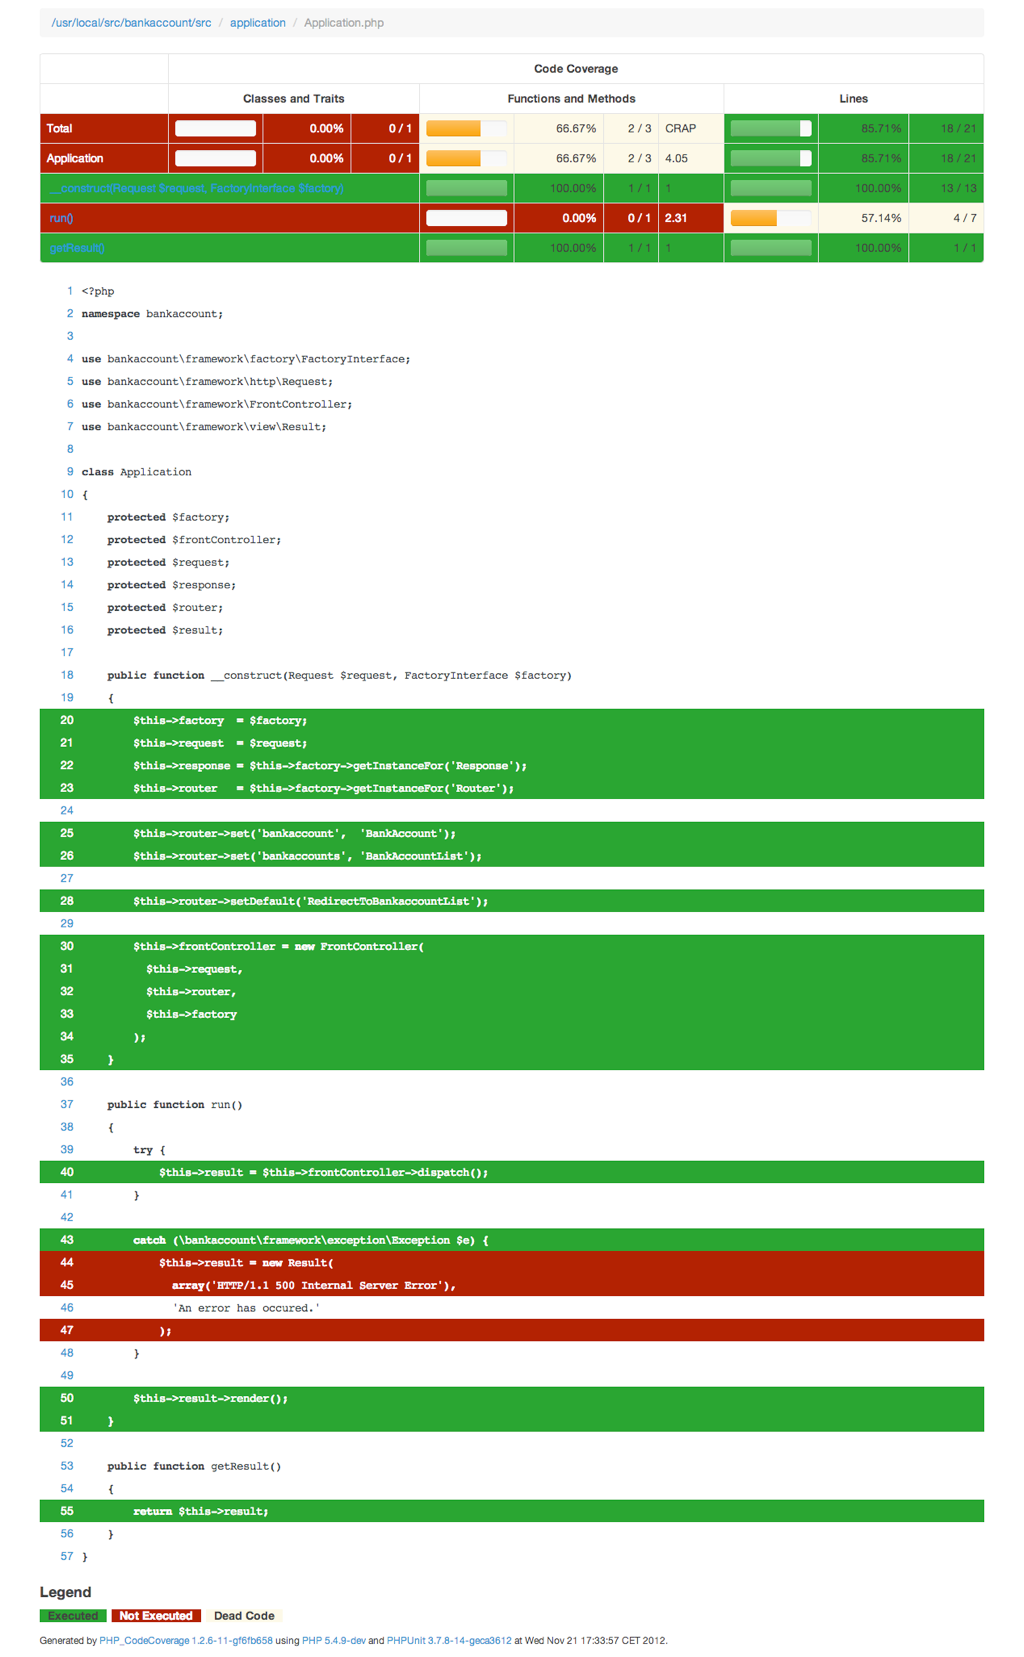 /usr/local/src/bankaccount/src / application / Application.php
Code Coverage
Classes and Traits Functions and Methods Lines
Total 0.00% 0 / 1 66.67% 2 / 3 CRAP 85.71% 18 / 21
Application 0.00% 0 / 1 66.67% 2 / 3 4.05 85.71% 18 / 21
__construct(Request $request, FactoryInterface $factory) 100.00% 1 / 1 1 100.00% 13 / 13
run() 0.00% 0 / 1 2.31 57.14% 4 / 7
getResult() 100.00% 1 / 1 1 100.00% 1 / 1
1 <?php
2 namespace bankaccount;
3
4 use bankaccount\framework\factory\FactoryInterface;
5 use bankaccount\framework\http\Request;
6 use bankaccount\framework\FrontController;
7 use bankaccount\framework\view\Result;
8
9 class Application
10 {
11     protected $factory;
12     protected $frontController;
13     protected $request;
14     protected $response;
15     protected $router;
16     protected $result;
17
18     public function __construct(Request $request, FactoryInterface $factory)
19     {
20         $this->factory  = $factory;
21         $this->request  = $request;
22         $this->response = $this->factory->getInstanceFor('Response');
23         $this->router   = $this->factory->getInstanceFor('Router');
24
25         $this->router->set('bankaccount',  'BankAccount');
26         $this->router->set('bankaccounts', 'BankAccountList');
27
28         $this->router->setDefault('RedirectToBankaccountList');
29
30         $this->frontController = new FrontController(
31           $this->request,
32           $this->router,
33           $this->factory
34         );
35     }
36
37     public function run()
38     {
39         try {
40             $this->result = $this->frontController->dispatch();
41         }
42
43         catch (\bankaccount\framework\exception\Exception $e) {
44             $this->result = new Result(
45               array('HTTP/1.1 500 Internal Server Error'),
46               'An error has occured.'
47             );
48         }
49
50         $this->result->render();
51     }
52
53     public function getResult()
54     {
55         return $this->result;
56     }
57 }
Legend
Executed Not Executed Dead Code
Generated by PHP_CodeCoverage 1.2.6-11-gf6fb658 using PHP 5.4.9-dev and PHPUnit 3.7.8-14-geca3612 at Wed Nov 21 17:33:57 CET 2012.